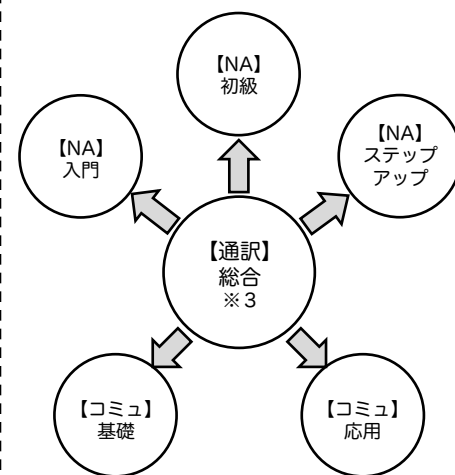 【NA】
初級
【NA】
入門
【NA】
ステップ
アップ
【通訳】
総合
※3
【コミュ】
基礎
【コミュ】
応用